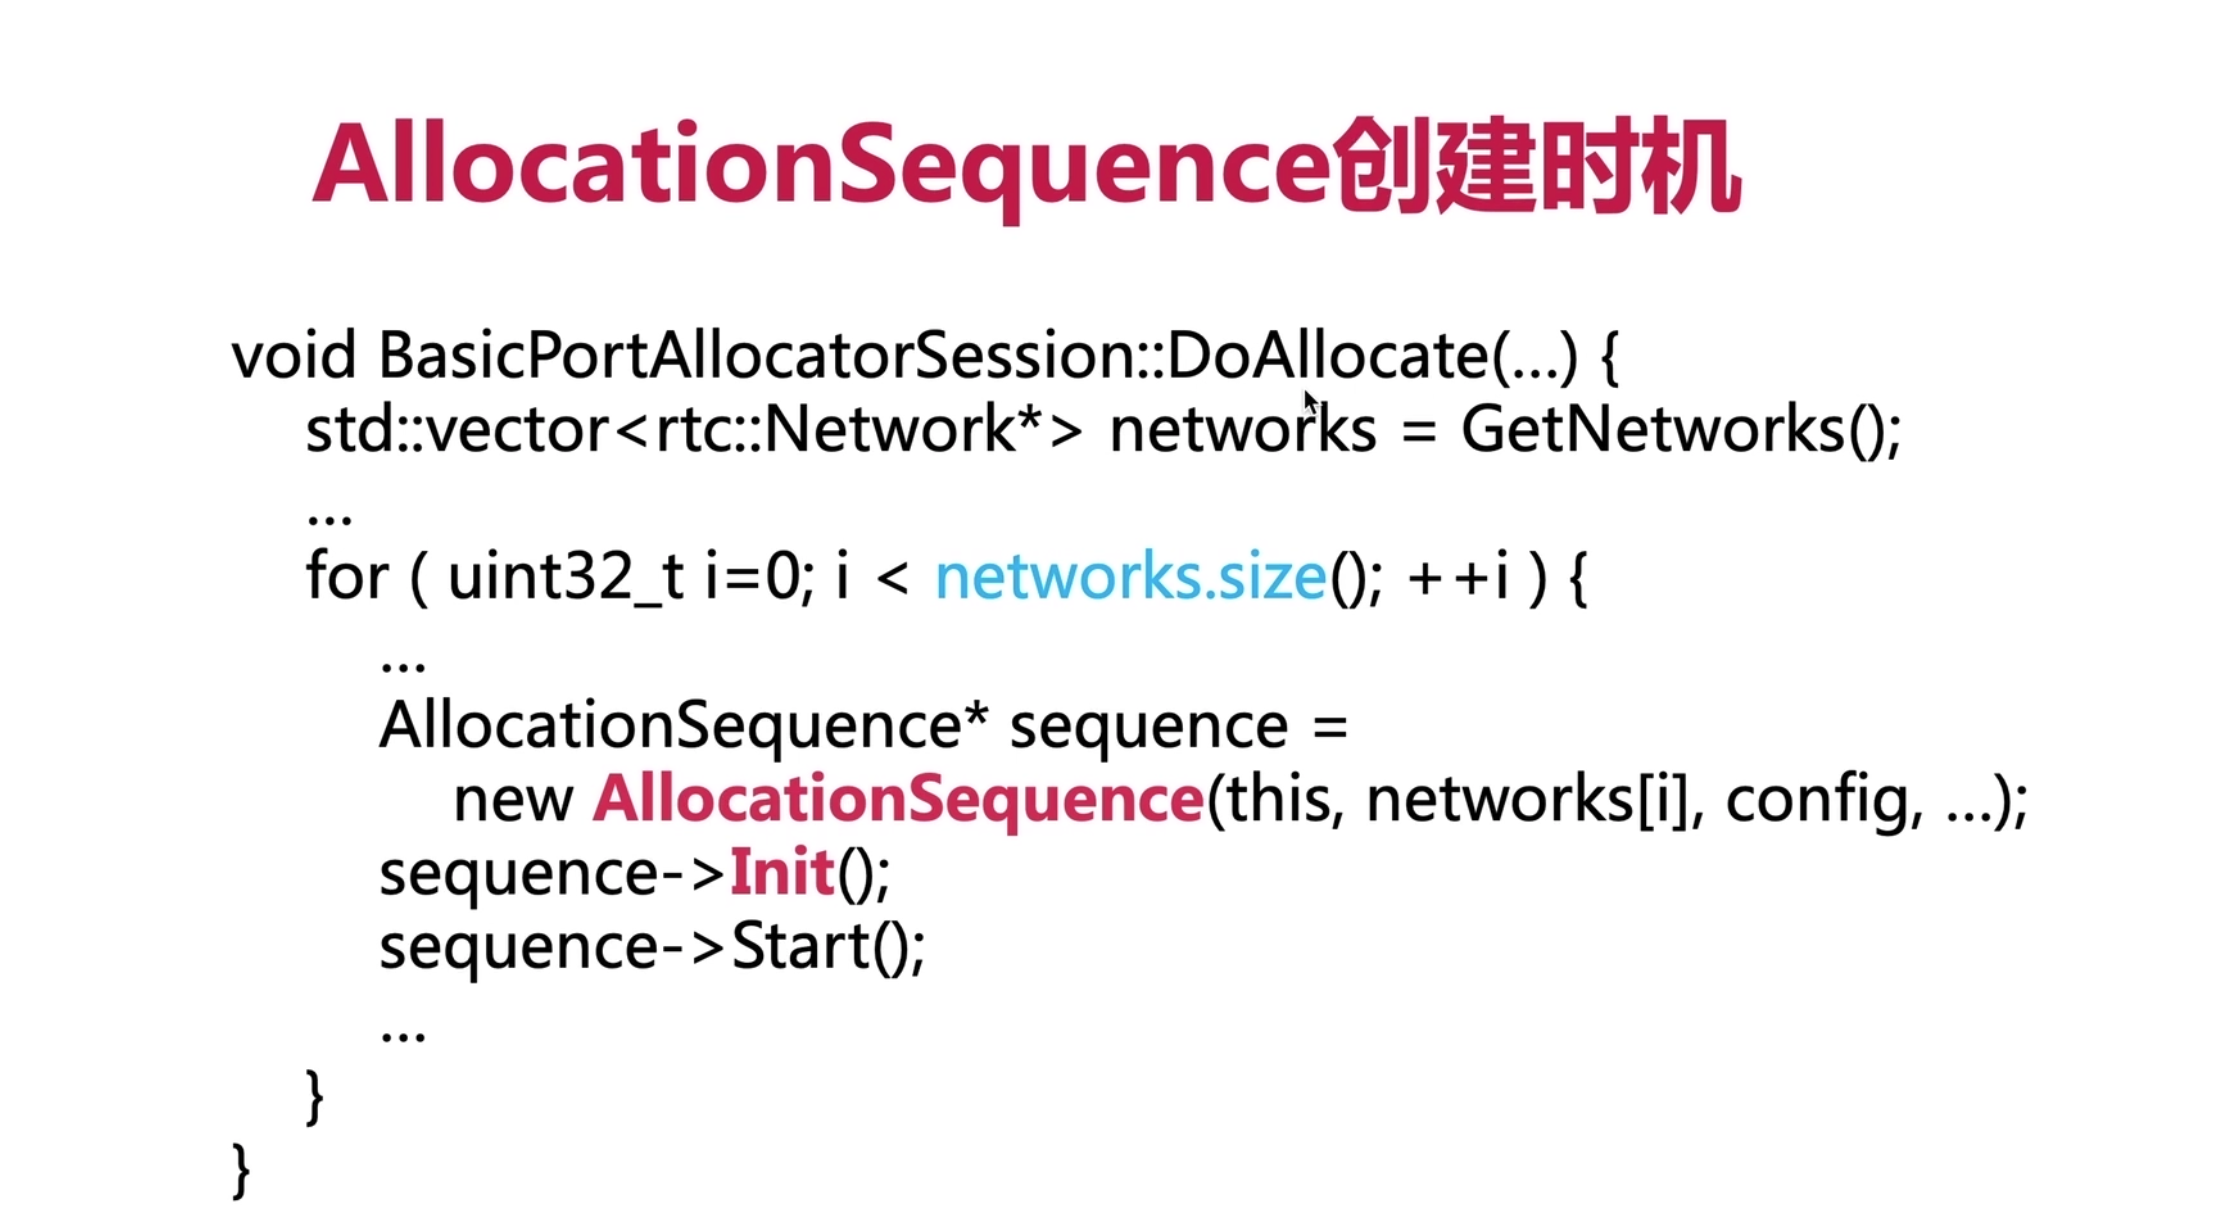 AllocationSequence创建时机
void BasicPortAllocatorSession::DoAllocate(...) {
std::vector<rtc::Network*> networks = GetNetworks();
...
for ( uint32_t i=0; i < networks.size(); ++i ) {
...
AllocationSequence* sequence =
new AllocationSequence(this, networks[i], config, ...);
sequence->Init();
sequence->Start();
...
}
}